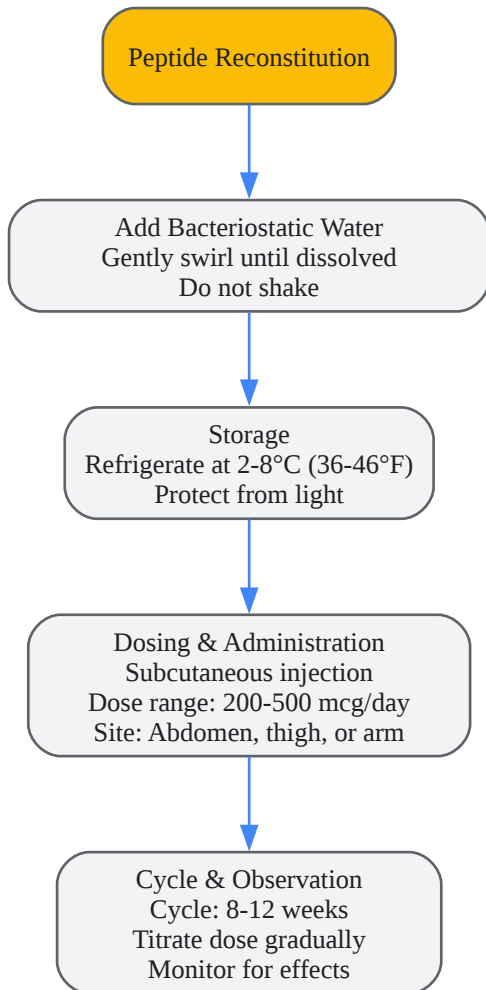 Peptide Reconstitution
Add Bacteriostatic Water
Gently swirl until dissolved
Do not shake
Storage
Refrigerate at 2-8°C (36-46°F)
Protect from light
Dosing & Administration
Subcutaneous injection
Dose range: 200-500 mcg/day
Site: Abdomen, thigh, or arm
Cycle & Observation
Cycle: 8-12 weeks
Titrate dose gradually
Monitor for effects